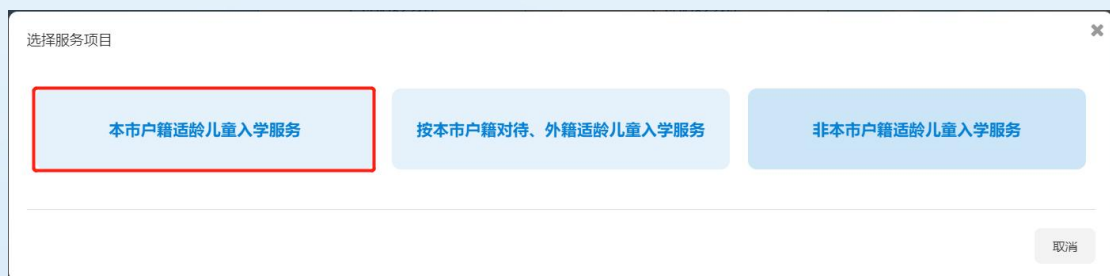 选择服务项目
本市户籍适龄儿童入学服务
按本市户籍对待、外籍适龄儿童入学服务
非本市户籍适龄儿童入学服务
取消